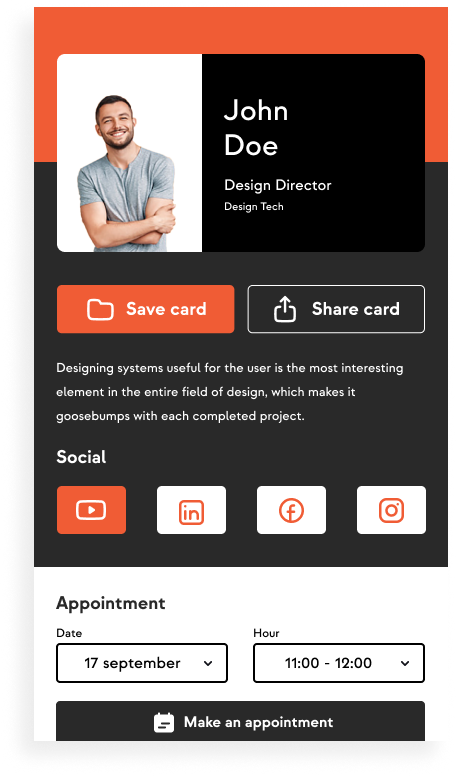 John
Doe
Design Director
Design Tech
Save card
Share card
Designing systems useful for the user is the most interesting
element in the entire field of design, which makes it
goosebumps with each completed project.
Social
Appointment
Date
Hour
17 september
11:00 - 12:00
Make an appointment